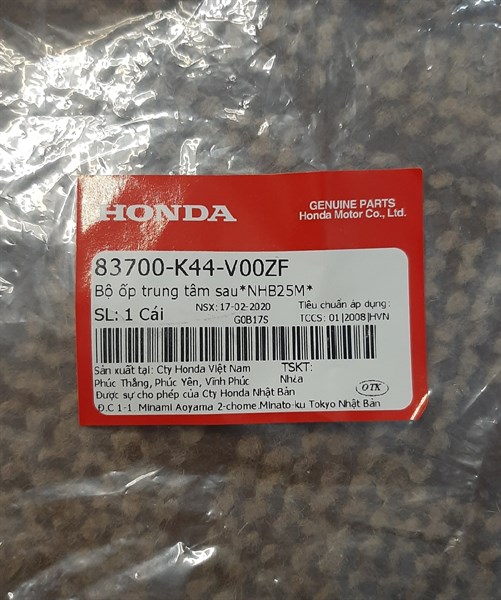 HONDA
GENUINE PARTS
Honda Motor Co., Ltd.
83700-K44-V00ZF
Bộ ốp trung tâm sau*NHB25M*
SL: 1 Cái
NSX: 17-02-2020
G0B17S
Tiêu chuẩn áp dụng:
TCCS: 01|2008|HVN
Sản xuất tại: Cty Honda Việt Nam
TSKT:
Phúc Thắng, Phúc Yên, Vĩnh Phúc
Nhựa
Được sự cho phép của Cty Honda Nhật Bản
Đ.C 1-1. Minami Aoyama 2-chome.Minato-ku Tokyo Nhật Bản
OTK